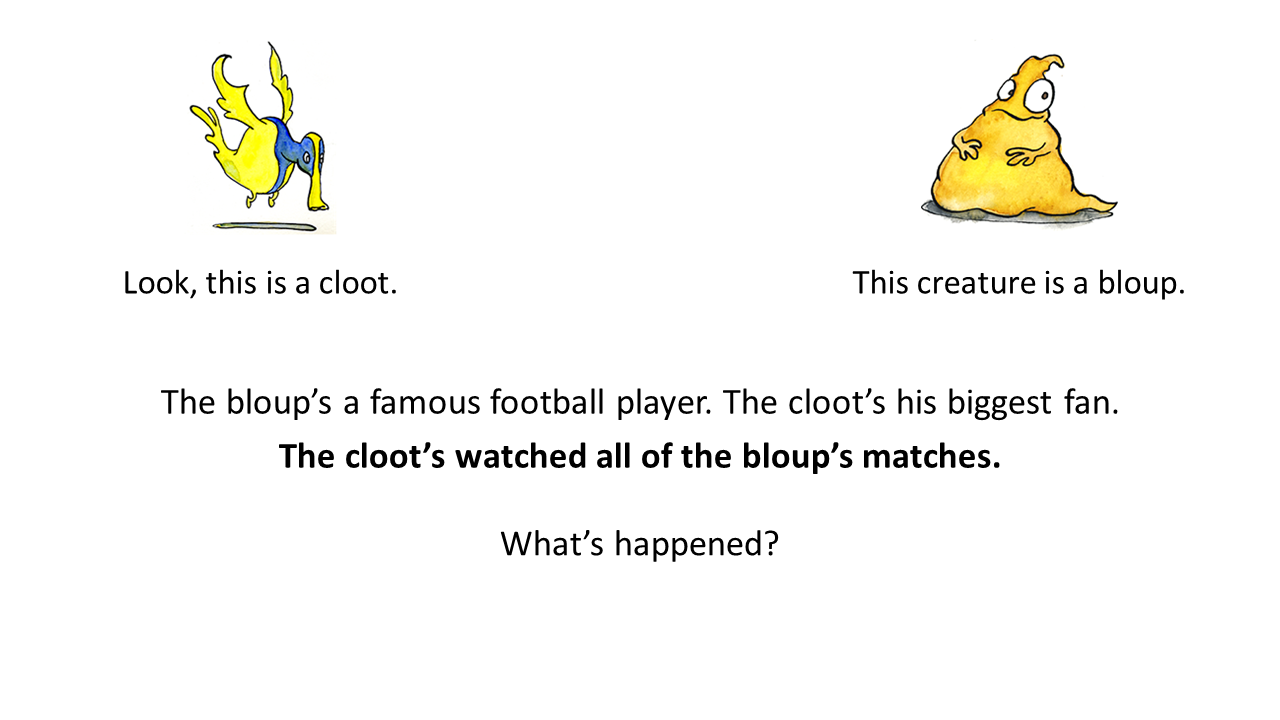 Look, this is a cloot.
This creature is a bloup.
The bloup’s a famous football player. The cloot’s his biggest fan.
The cloot’s watched all of the bloup’s matches.
What’s happened?